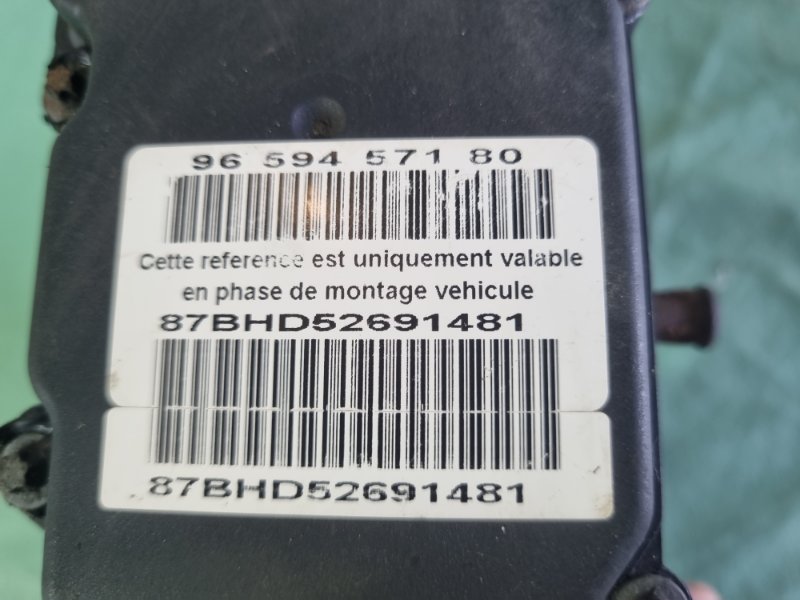 96 594 571 80
Cette reference est uniquement valable
en phase de montage vehicule
87BHD52691481
87BHD52691481